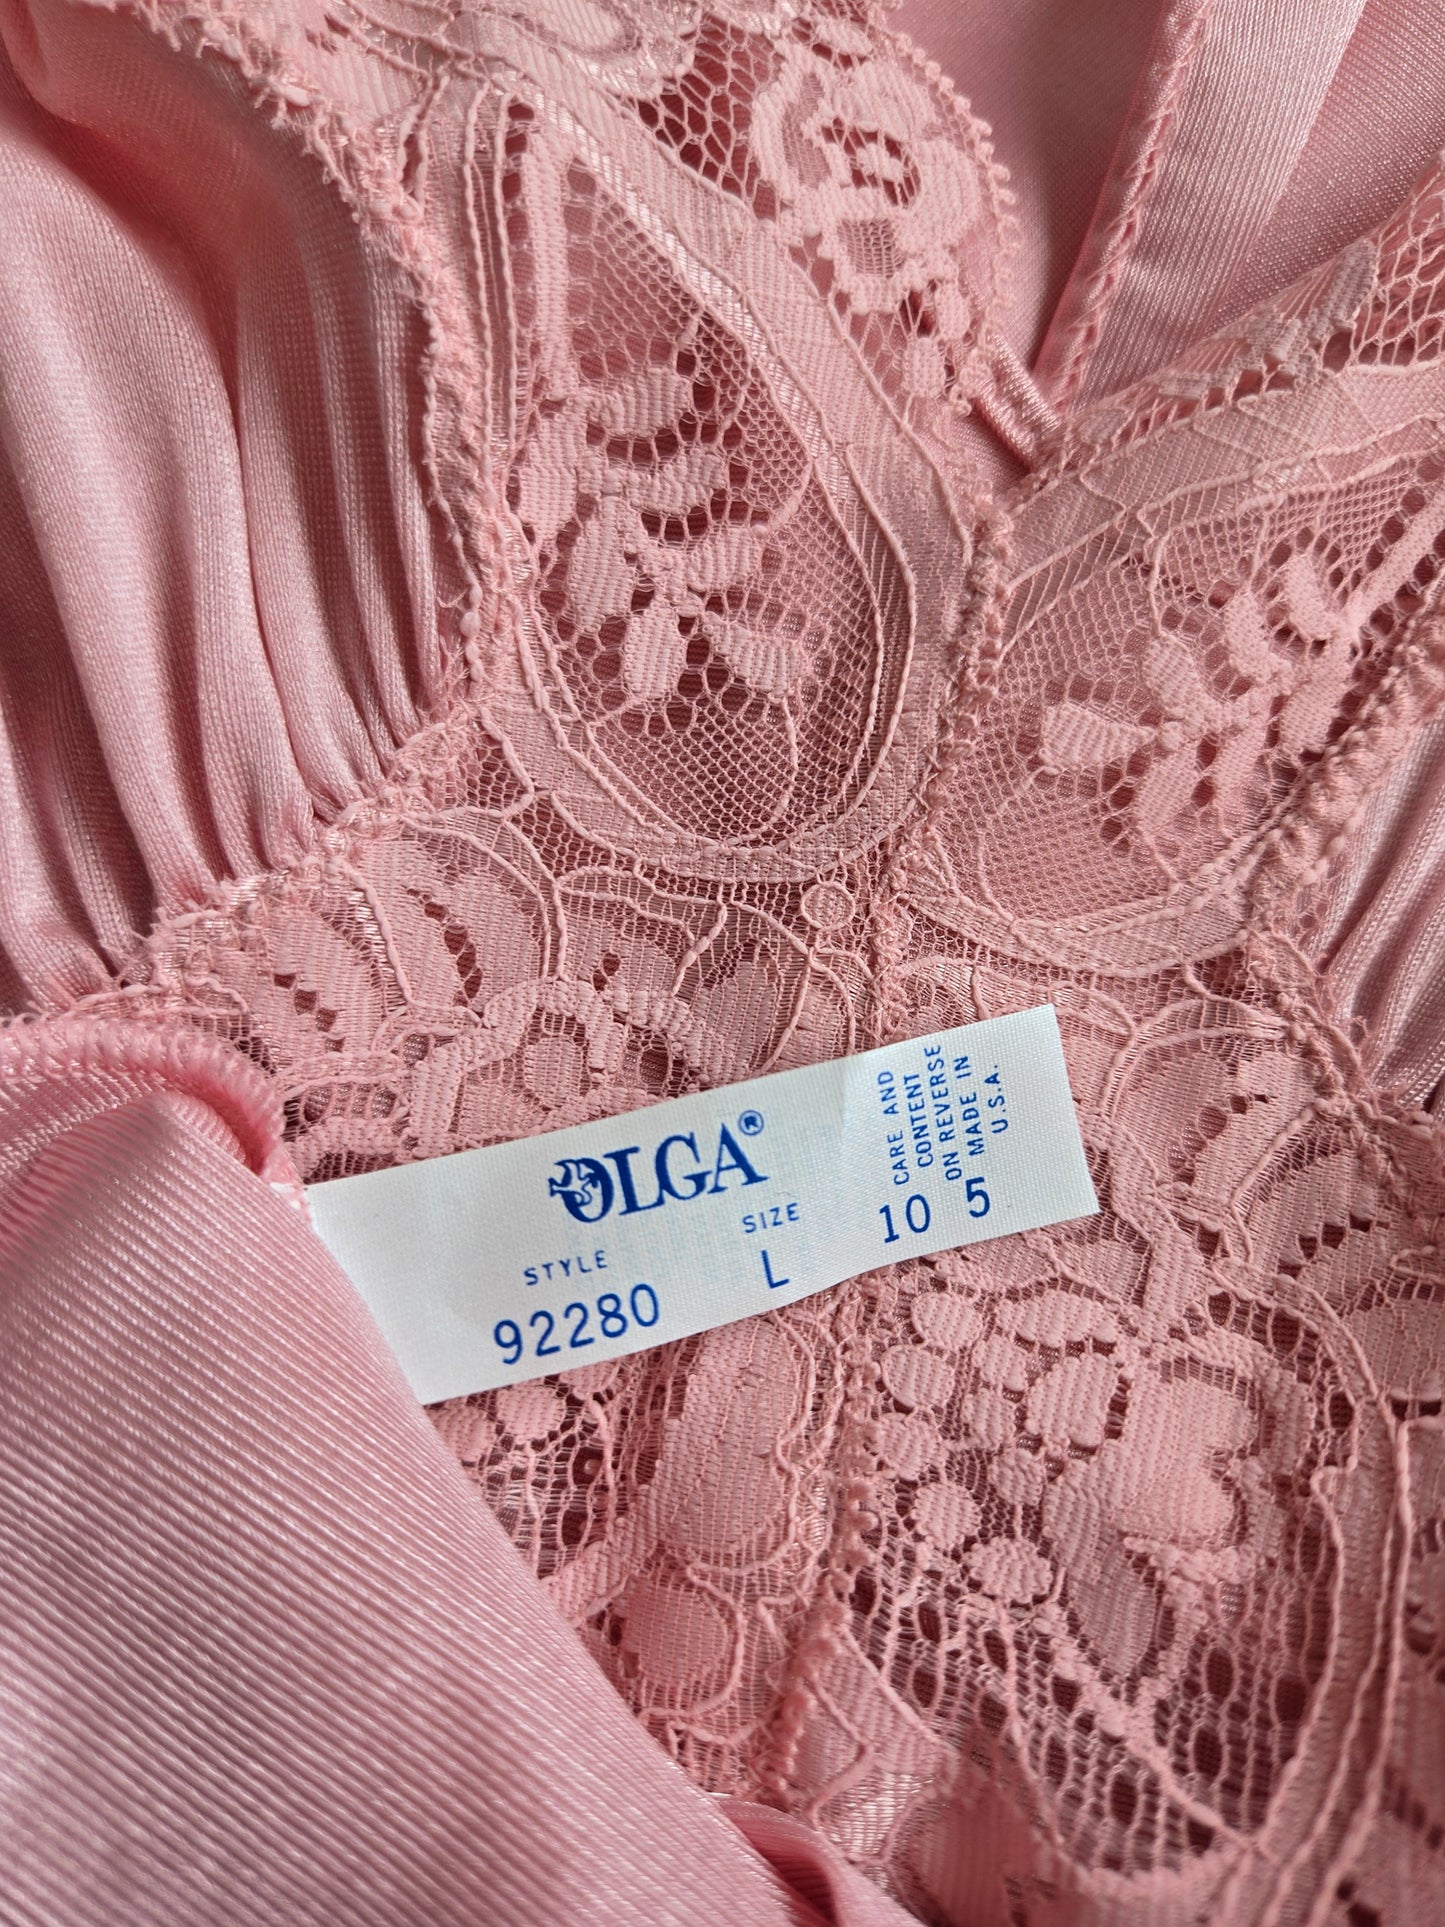 OLGA®
STYLE
92280
SIZE
L
CARE AND
CONTENT
ON REVERSE
MADE IN
U.S.A.
10 5